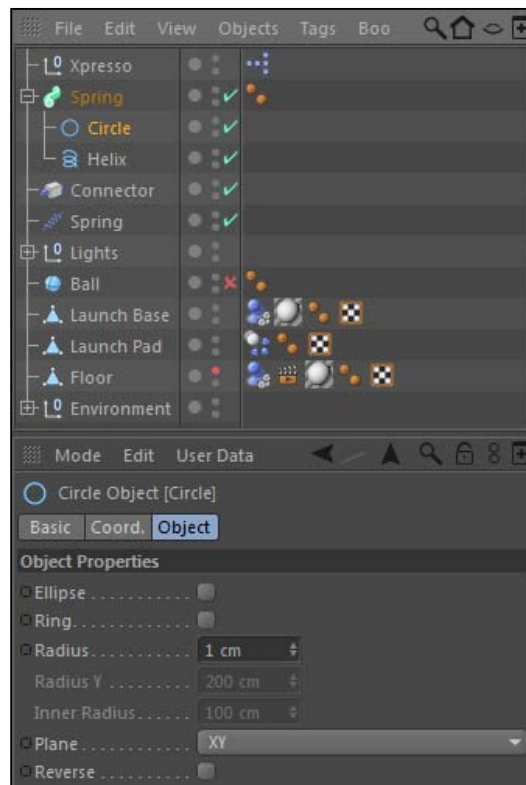 File Edit View Objects Tags Boo
Xpresso
Spring
Circle
Helix
Connector
Spring
Lights
Ball
Launch Base
Launch Pad
Floor
Environment
Mode Edit User Data
Circle Object [Circle]
Basic Coord. Object
Object Properties
Ellipse . . . . . . . . . . .
Ring. . . . . . . . . . . . .
Radius. . . . . . . . . . . 1 cm
Radius Y . . . . . . . . . 200 cm
Inner Radius. . . . . . 100 cm
Plane . . . . . . . . . . . . XY
Reverse . . . . . . . . . .